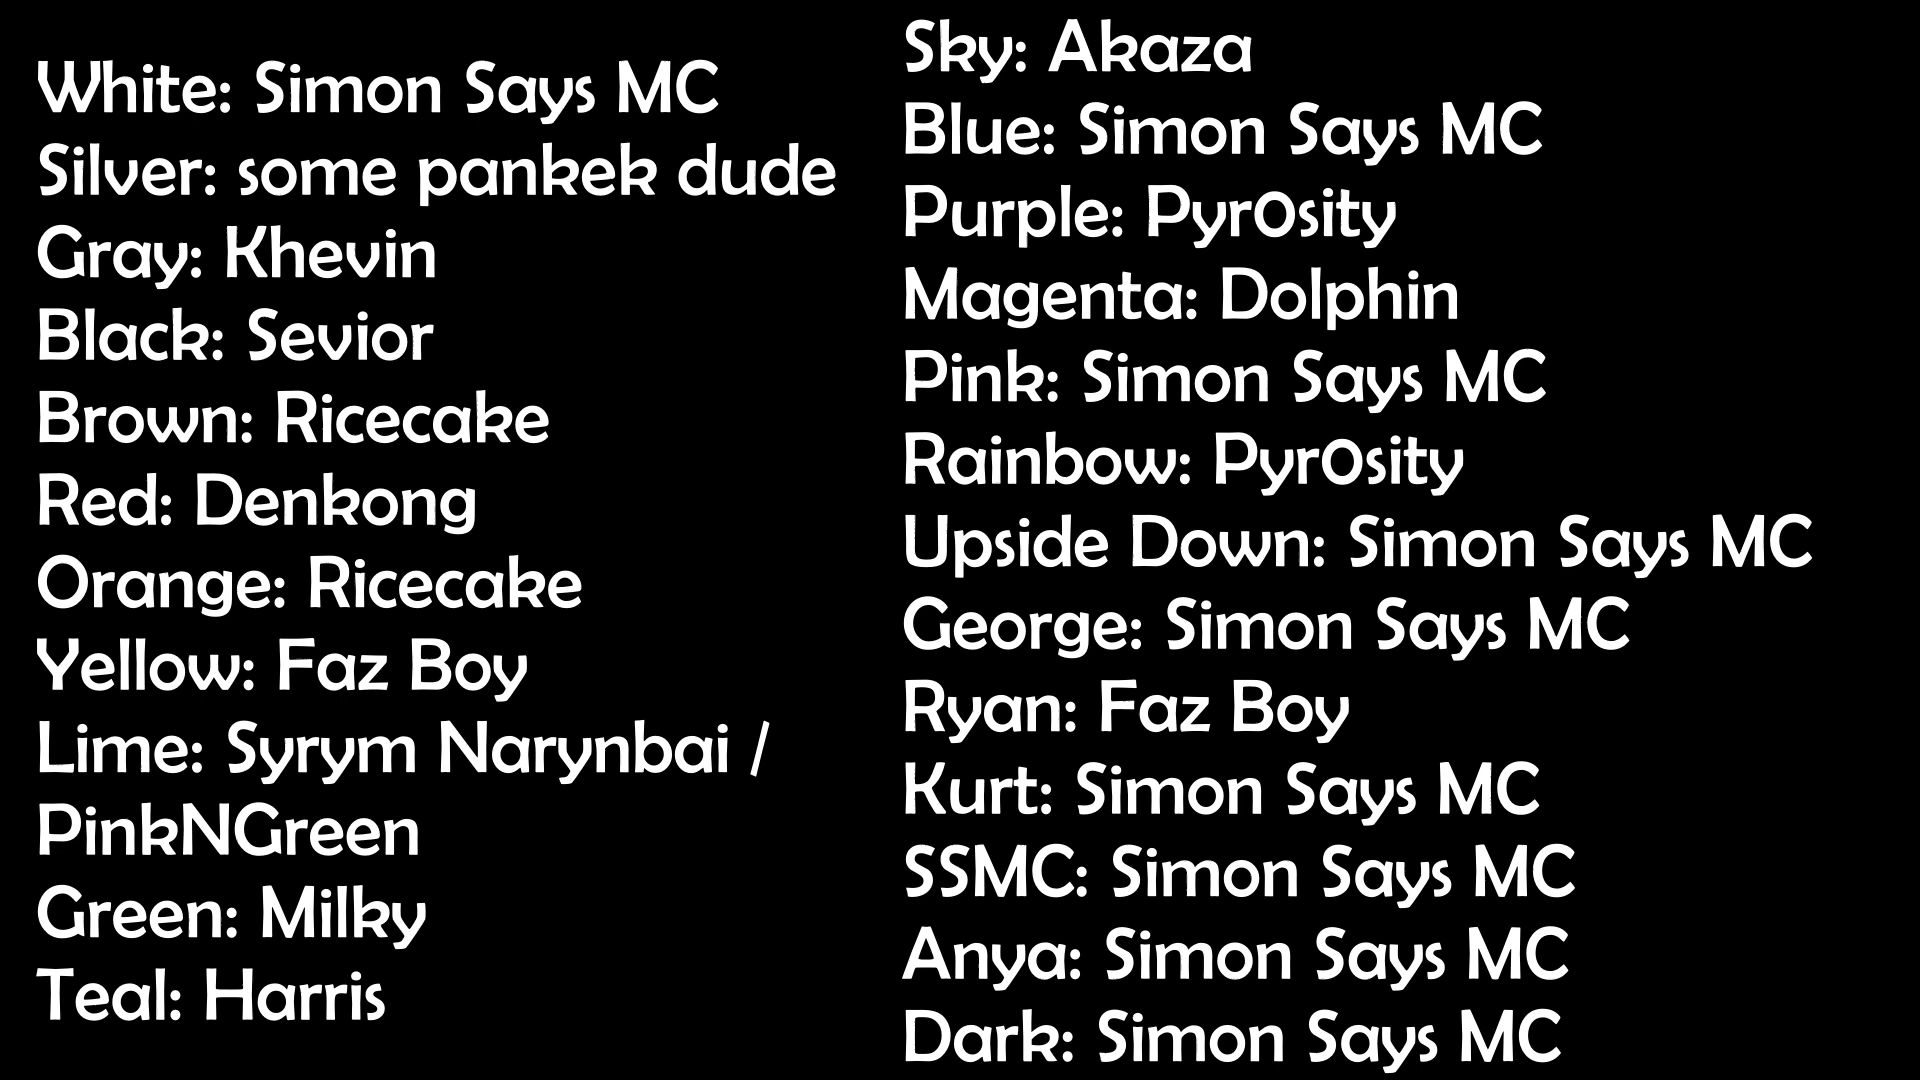 White: Simon Says MC
Silver: some pankek dude
Gray: Khevin
Black: Sevior
Brown: Ricecake
Red: Denkong
Orange: Ricecake
Yellow: Faz Boy
Lime: Syrym Narynbai /
PinkNGreen
Green: Milky
Teal: Harris
Sky: Akaza
Blue: Simon Says MC
Purple: Pyr0sity
Magenta: Dolphin
Pink: Simon Says MC
Rainbow: Pyr0sity
Upside Down: Simon Says MC
George: Simon Says MC
Ryan: Faz Boy
Kurt: Simon Says MC
SSMC: Simon Says MC
Anya: Simon Says MC
Dark: Simon Says MC